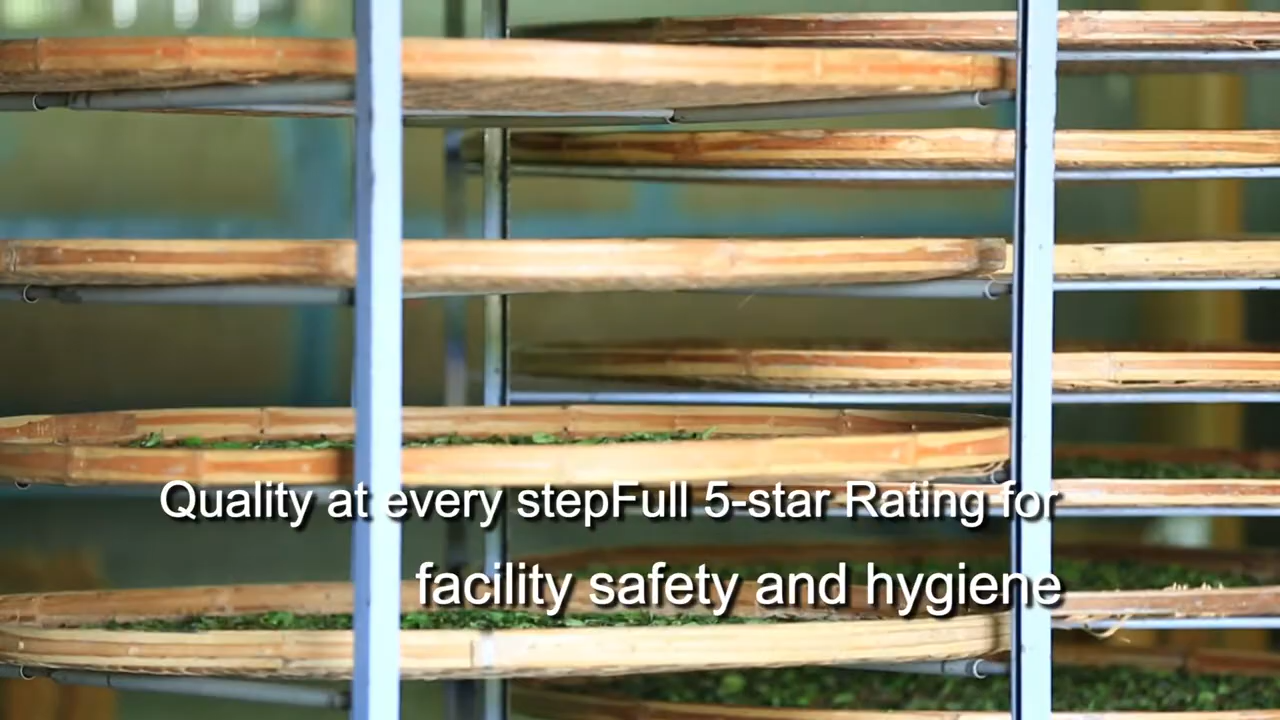 Quality at every stepFull 5-star Rating for
facility safety and hygiene